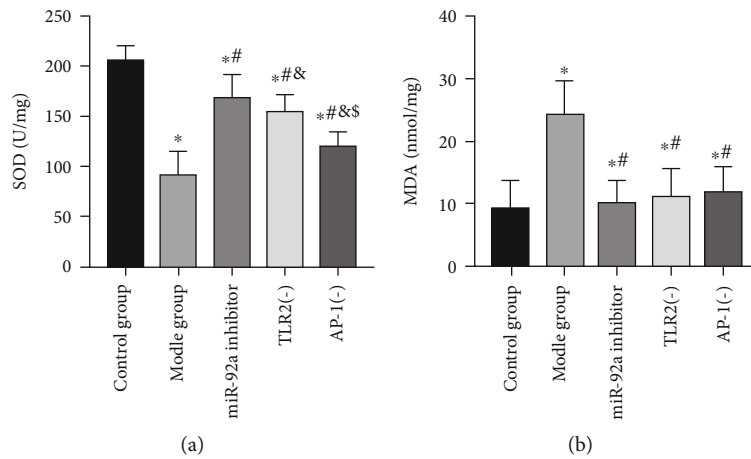 250
200
150
100
50
0
SOD (U/mg)
*
*#
*#&
*#&$
Control group
Modle group
miR-92a inhibitor
TLR2(-)
AP-1(-)
(a)
40
30
20
10
0
MDA (nmol/mg)
*
*#
*#
*#
Control group
Modle group
miR-92a inhibitor
TLR2(-)
AP-1(-)
(b)